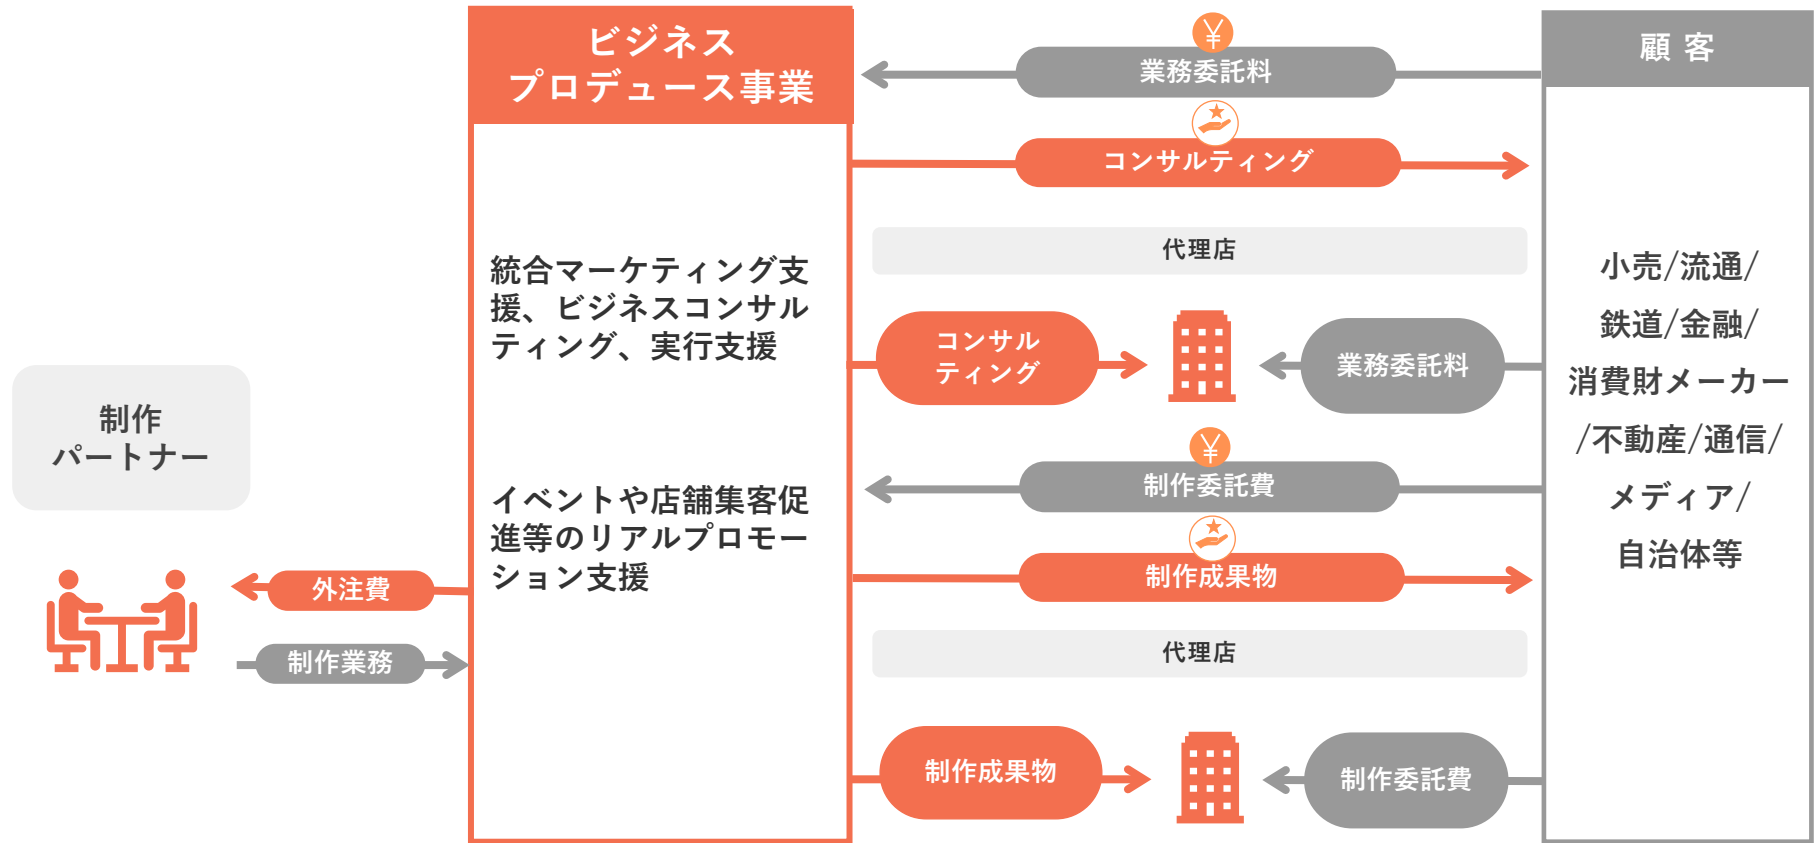 ビジネス
プロデュース事業
統合マーケティング支
援、ビジネスコンサル
ティング、実行支援
イベントや店舗集客促
進等のリアルプロモー
ション支援
制作
パートナー
外注費
制作業務
¥
業務委託料
コンサルティング
代理店
コンサル
ティング
業務委託料
¥
制作委託費
制作成果物
代理店
制作成果物
制作委託費
顧 客
小売/流通/
鉄道/金融/
消費財メーカー
/不動産/通信/
メディア/
自治体等